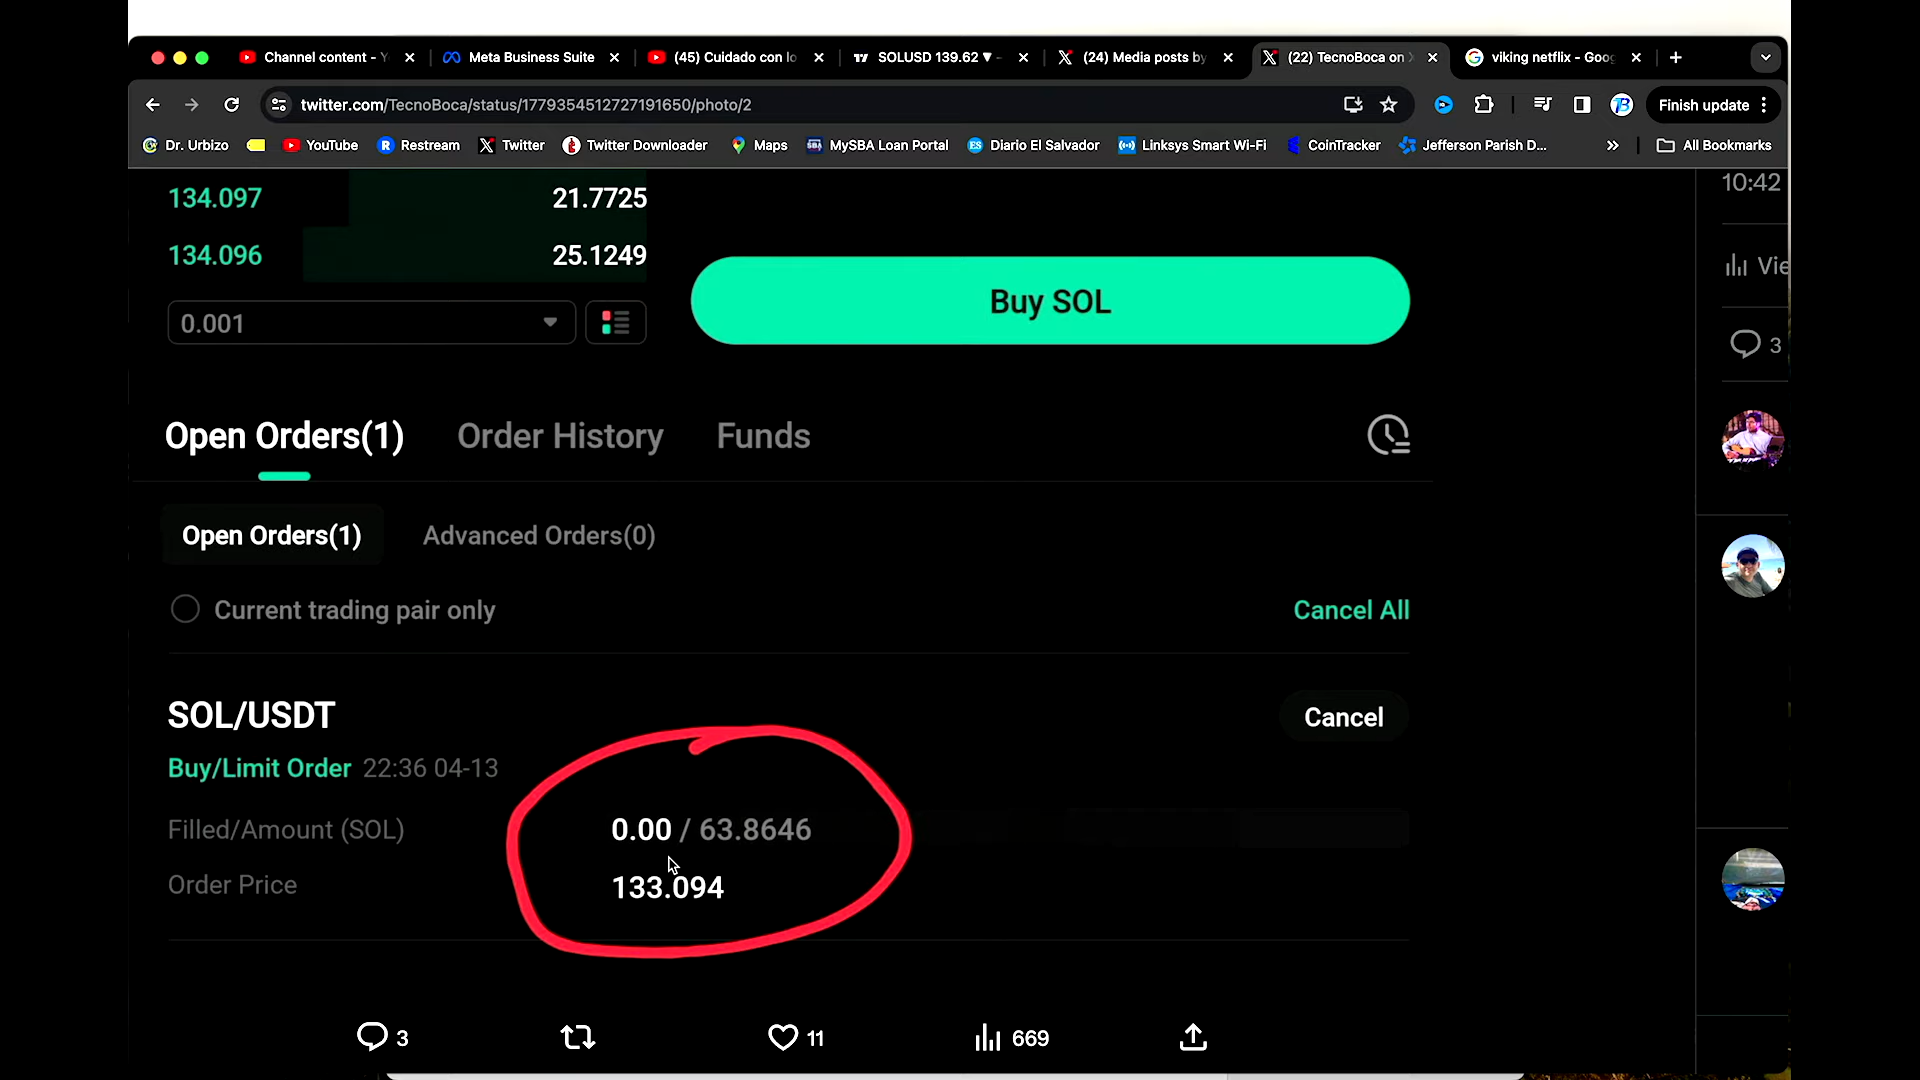 Channel content - Y
Meta Business Suite
(45) Cuidado con lo
SOLUSD 139.62 ▼ -
(24) Media posts by
(22) TecnoBoca on X
viking netflix - Goog
twitter.com/TecnoBoca/status/1779354512727191650/photo/2
Finish update
Dr. Urbizo
YouTube
Restream
Twitter
Twitter Downloader
Maps
MySBA Loan Portal
Diario El Salvador
Linksys Smart Wi-Fi
CoinTracker
Jefferson Parish D...
All Bookmarks
134.097 21.7725
134.096 25.1249
0.001
Buy SOL
Open Orders(1) Order History Funds
Open Orders(1) Advanced Orders(0)
Current trading pair only Cancel All
SOL/USDT Cancel
Buy/Limit Order 22:36 04-13
Filled/Amount (SOL) 0.00 / 63.8646
Order Price 133.094
3 11 669
10:42
Vie
3